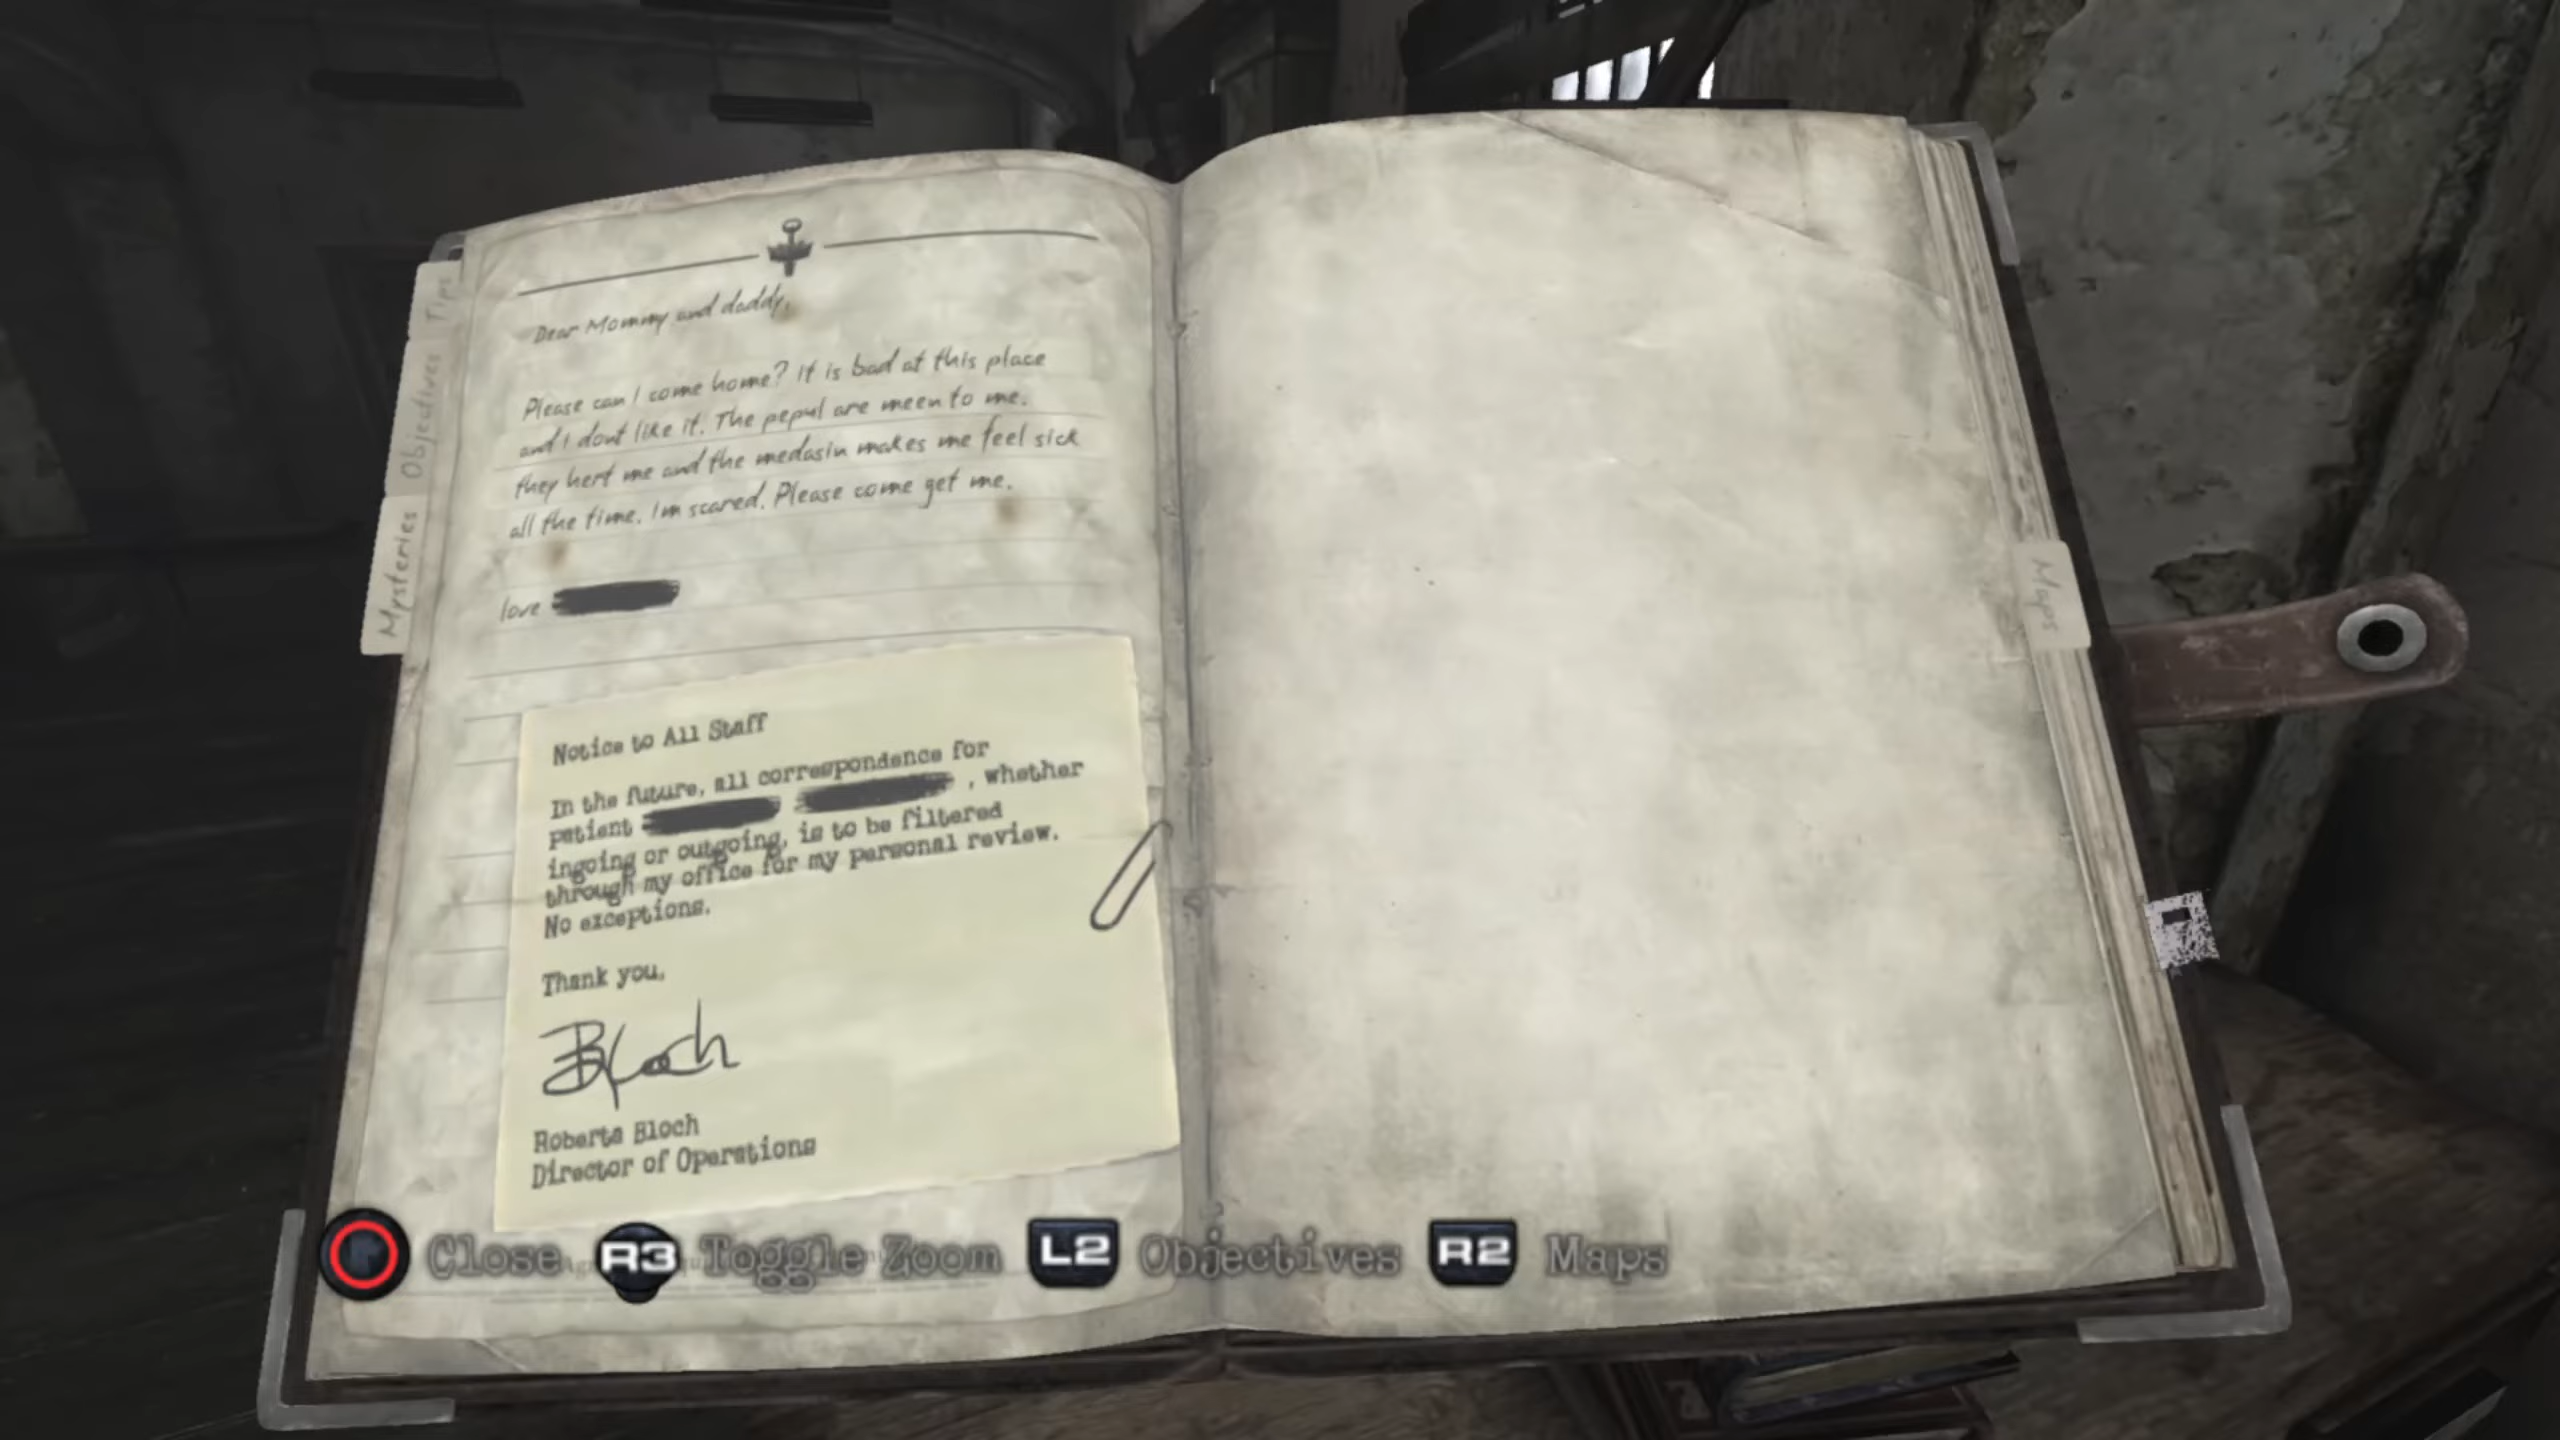 Tips
Objectives
Mysteries
Dear Mommy and daddy,
Please can I come home? It is bad at this place
and I dont like it. The pepul are meen to me.
they hert me and the medasin makes me feel sick
all the time. Im scared. Please come get me.
love
Notice to All Staff
In the future, all correspondence for
patient , whether
ingoing or outgoing, is to be filtered
through my office for my personal review.
No exceptions.
Thank you,
Bloch
Roberta Bloch
Director of Operations
Maps
Close R3 Toggle Zoom L2 Objectives R2 Maps